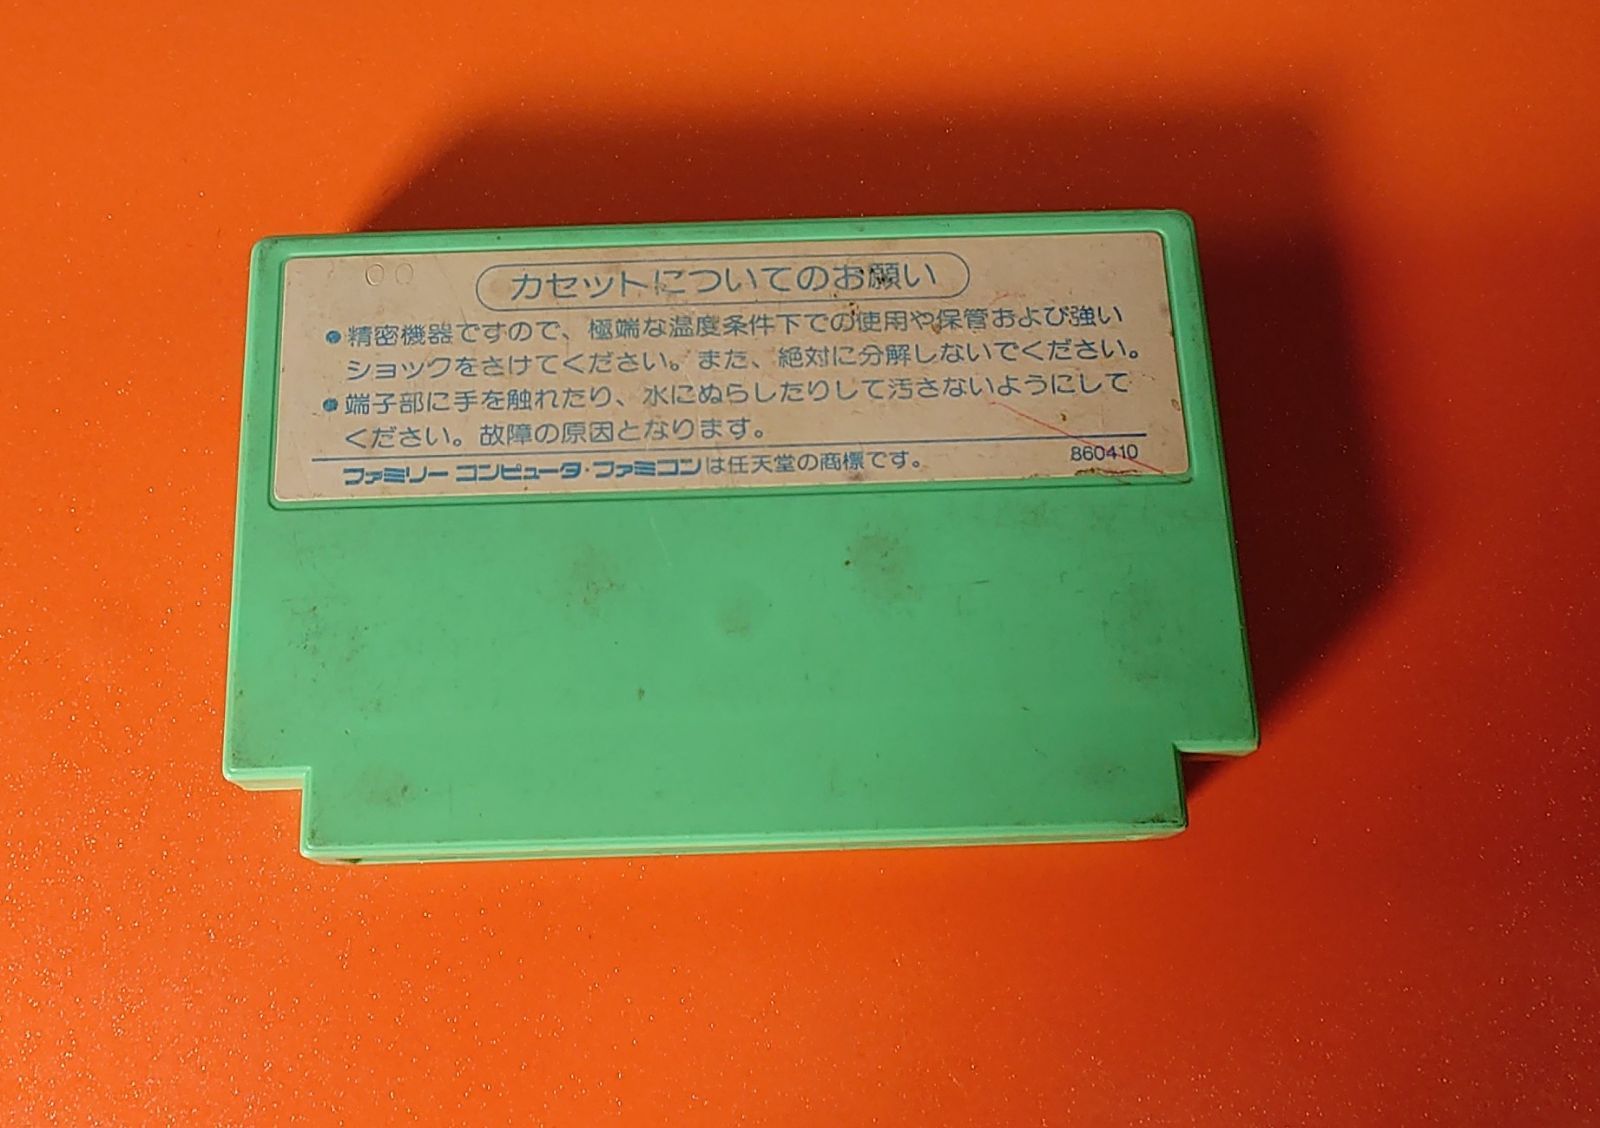 00
カセットについてのお願い
●精密機器ですので、極端な温度条件下での使用や保管および強い
ショックをさけてください。また、絶対に分解しないでください。
●端子部に手を触れたり、水にぬらしたりして汚さないようにして
ください。故障の原因となります。
ファミリーコンピュータ・ファミコンは任天堂の商標です。
860410